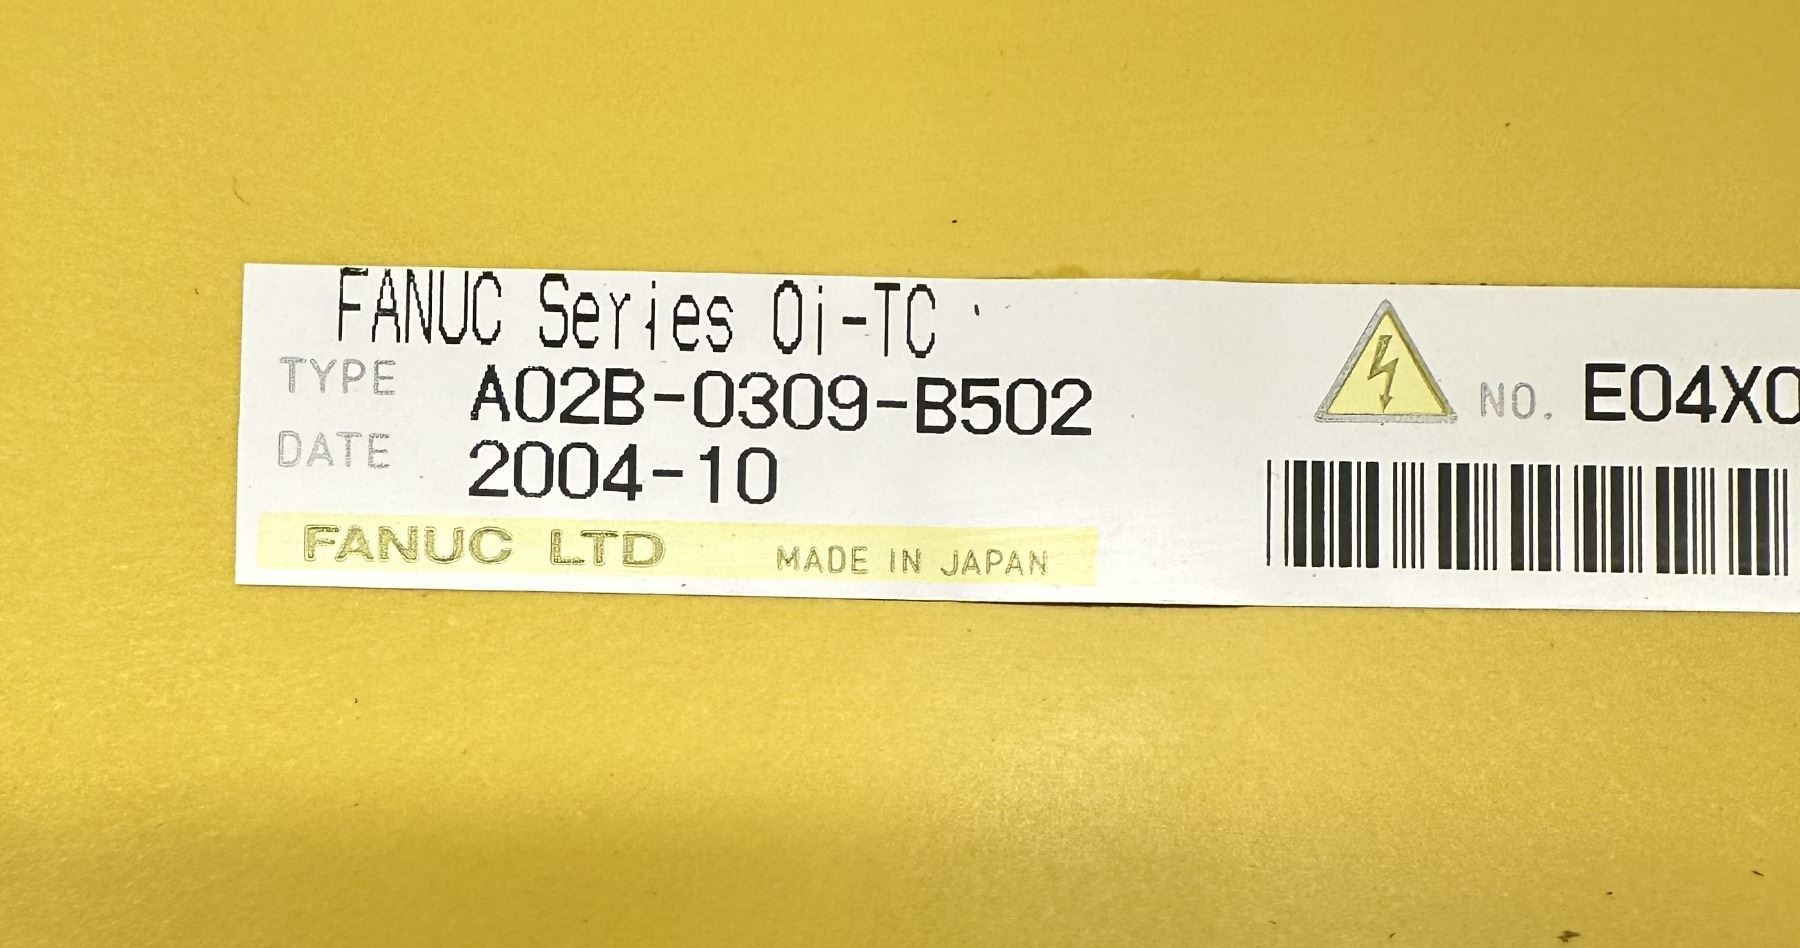 FANUC Series 0i-TC
TYPE A02B-0309-B502
NO. E04X0
DATE 2004-10
FANUC LTD MADE IN JAPAN